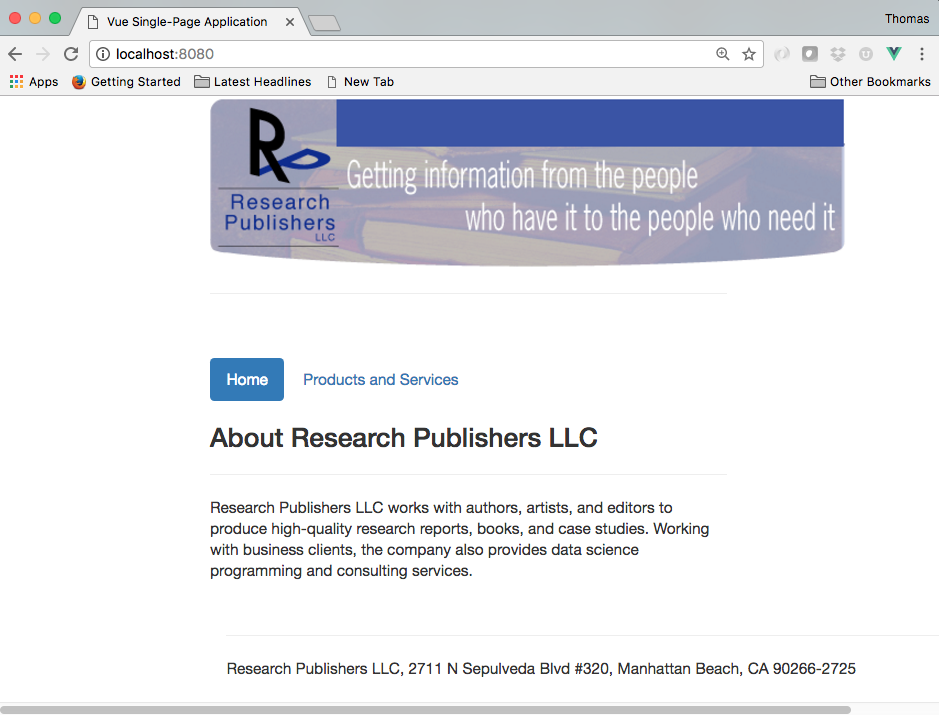 Vue Single-Page Application
Thomas
localhost:8080
Apps
Getting Started
Latest Headlines
New Tab
Other Bookmarks
Research
Publishers
LLC
Getting information from the people
who have it to the people who need it
Home
Products and Services
About Research Publishers LLC
Research Publishers LLC works with authors, artists, and editors to
produce high-quality research reports, books, and case studies. Working
with business clients, the company also provides data science
programming and consulting services.
Research Publishers LLC, 2711 N Sepulveda Blvd #320, Manhattan Beach, CA 90266-2725